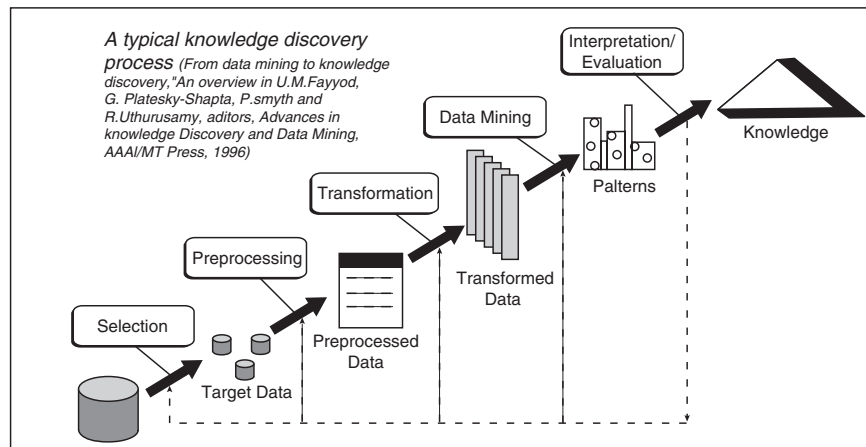 A typical knowledge discovery
process (From data mining to knowledge
discovery,"An overview in U.M.Fayyod,
G. Platesky-Shapta, P.smyth and
R.Uthurusamy, aditors, Advances in
knowledge Discovery and Data Mining,
AAAI/MT Press, 1996)
Interpretation/
Evaluation
Knowledge
Data Mining
Palterns
Transformation
Transformed
Data
Preprocessing
Preprocessed
Data
Selection
Target Data